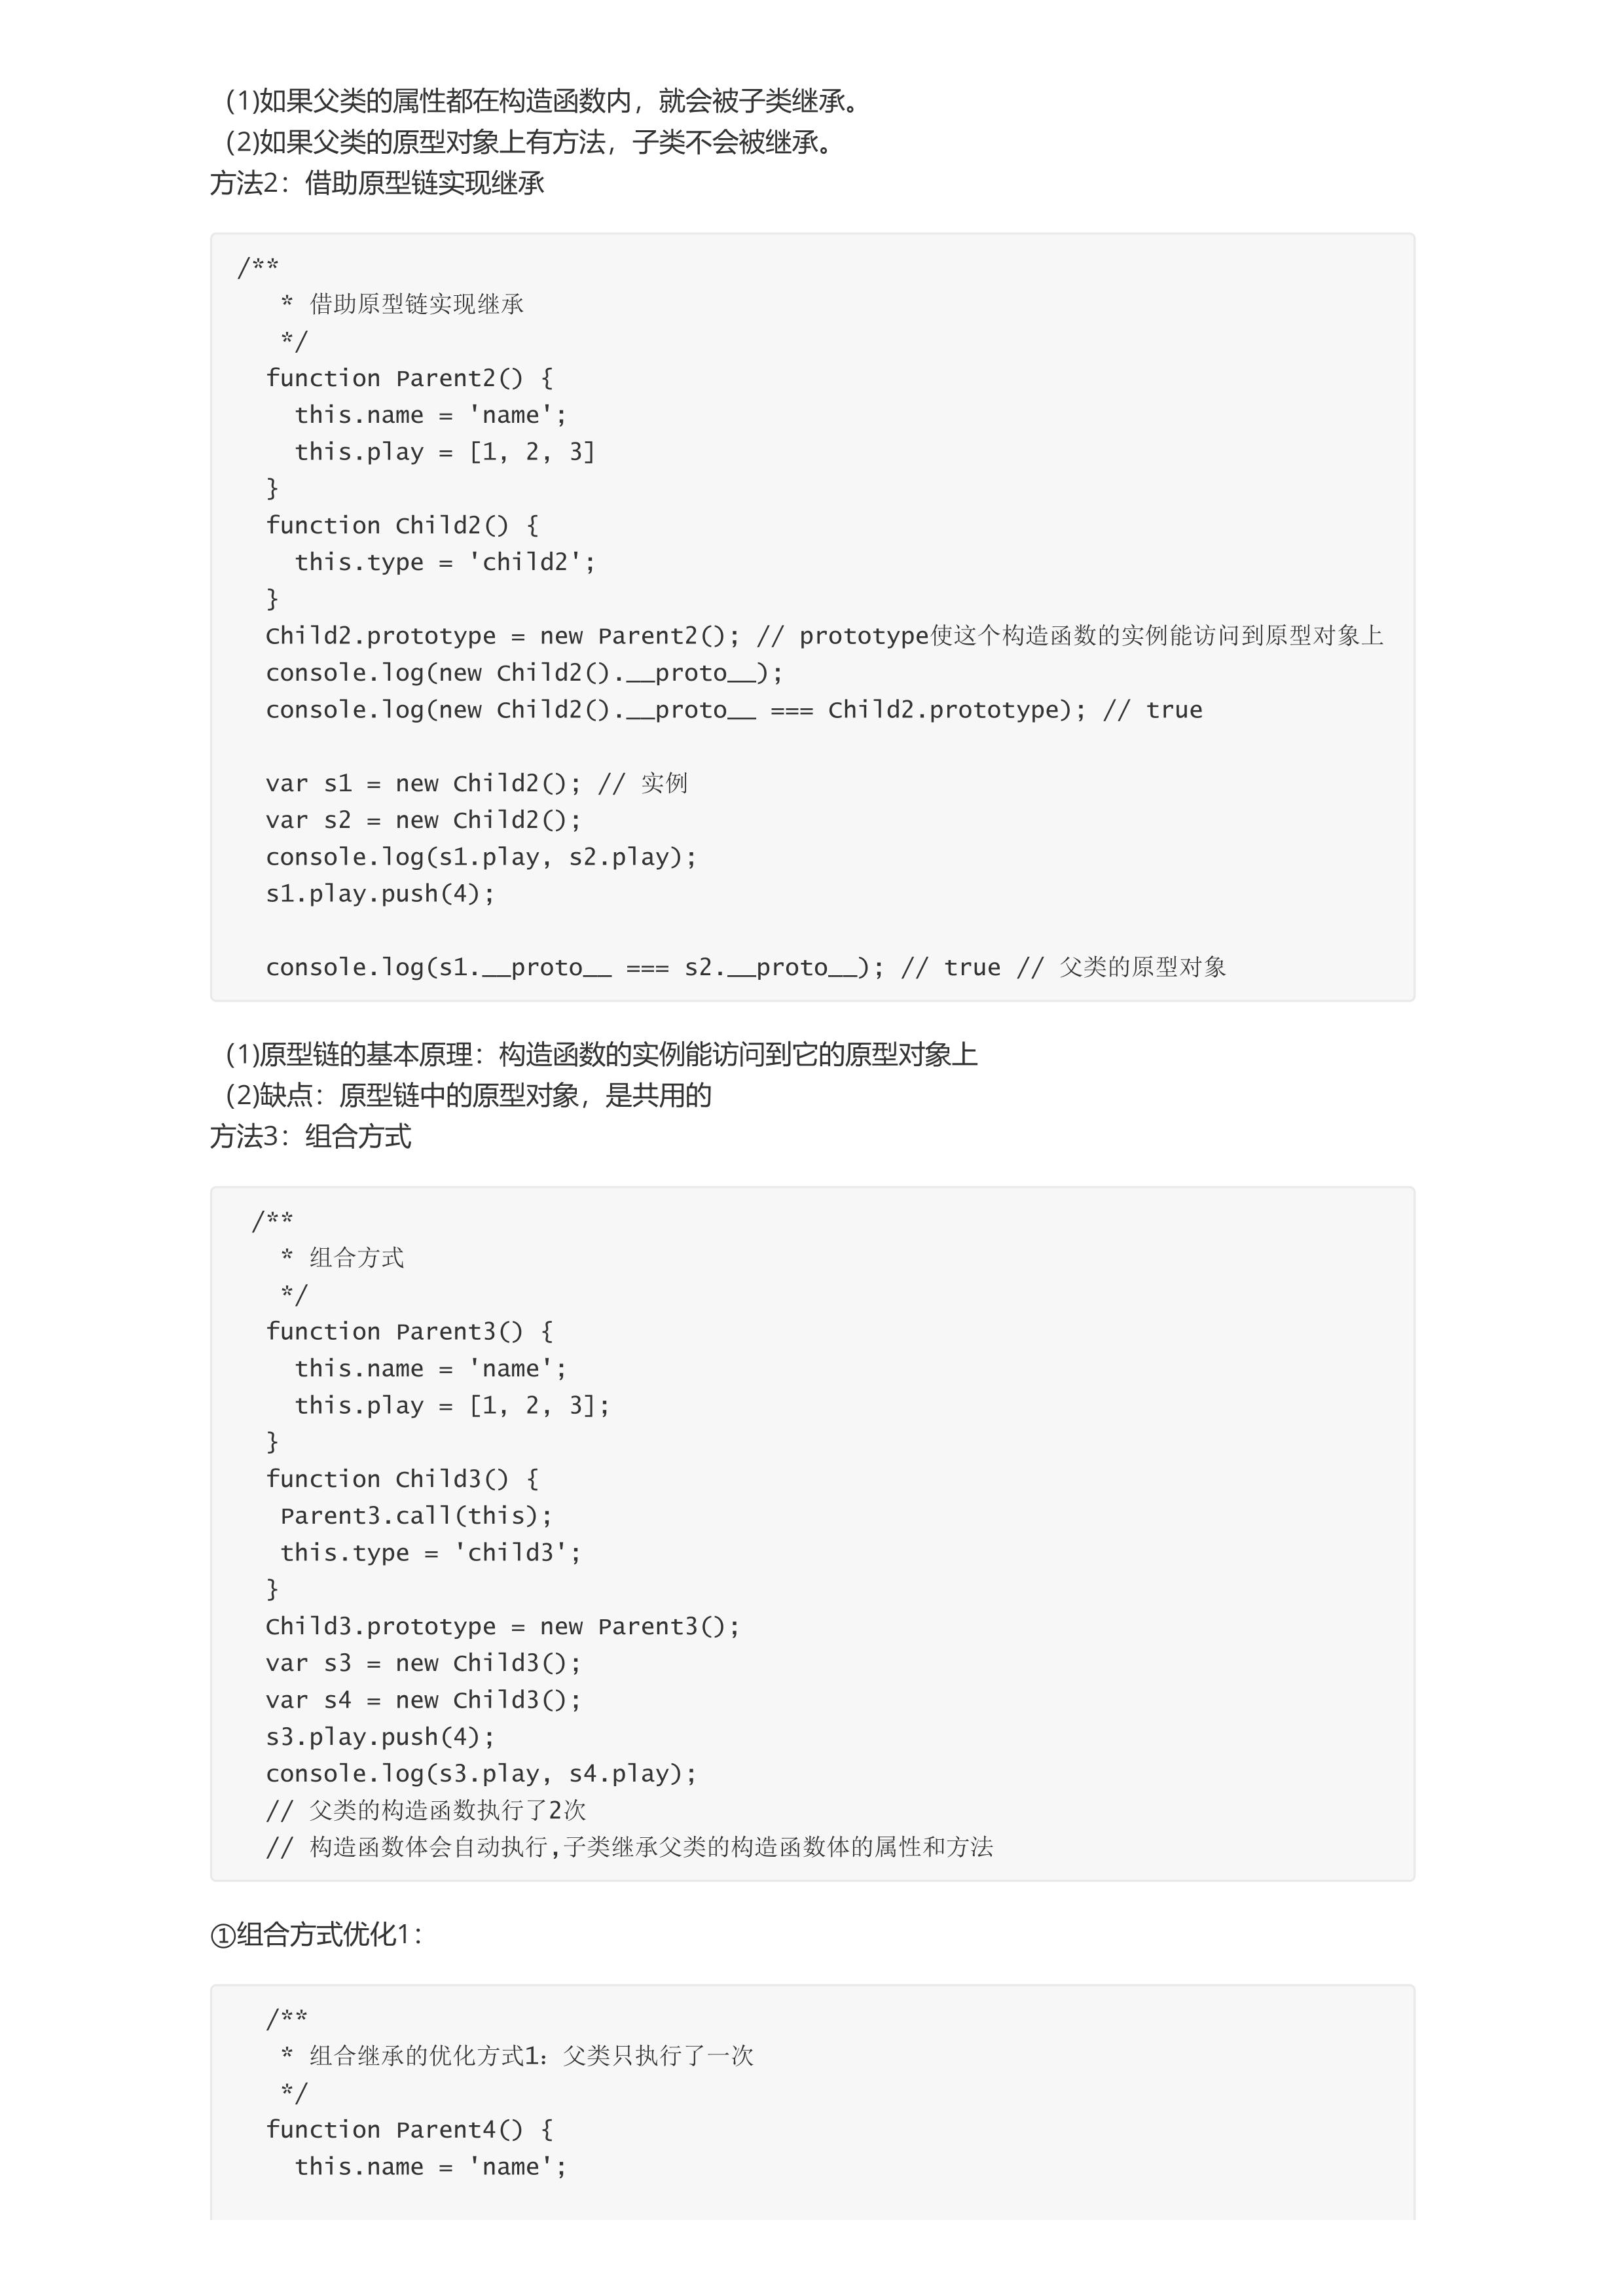 (1)如果父类的属性都在构造函数内，就会被子类继承。
(2)如果父类的原型对象上有方法，子类不会被继承。
方法2：借助原型链实现继承
/**
   * 借助原型链实现继承
   */
  function Parent2() {
    this.name = 'name';
    this.play = [1, 2, 3]
  }
  function Child2() {
    this.type = 'child2';
  }
  Child2.prototype = new Parent2(); // prototype使这个构造函数的实例能访问到原型对象上
  console.log(new Child2().__proto__);
  console.log(new Child2().__proto__ === Child2.prototype); // true
  var s1 = new Child2(); // 实例
  var s2 = new Child2();
  console.log(s1.play, s2.play);
  s1.play.push(4);
  console.log(s1.__proto__ === s2.__proto__); // true // 父类的原型对象
(1)原型链的基本原理：构造函数的实例能访问到它的原型对象上
(2)缺点：原型链中的原型对象，是共用的
方法3：组合方式
 /**
   * 组合方式
   */
  function Parent3() {
    this.name = 'name';
    this.play = [1, 2, 3];
  }
  function Child3() {
   Parent3.call(this);
   this.type = 'child3';
  }
  Child3.prototype = new Parent3();
  var s3 = new Child3();
  var s4 = new Child3();
  s3.play.push(4);
  console.log(s3.play, s4.play);
  // 父类的构造函数执行了2次
  // 构造函数体会自动执行,子类继承父类的构造函数体的属性和方法
①组合方式优化1：
  /**
   * 组合继承的优化方式1：父类只执行了一次
   */
  function Parent4() {
    this.name = 'name';